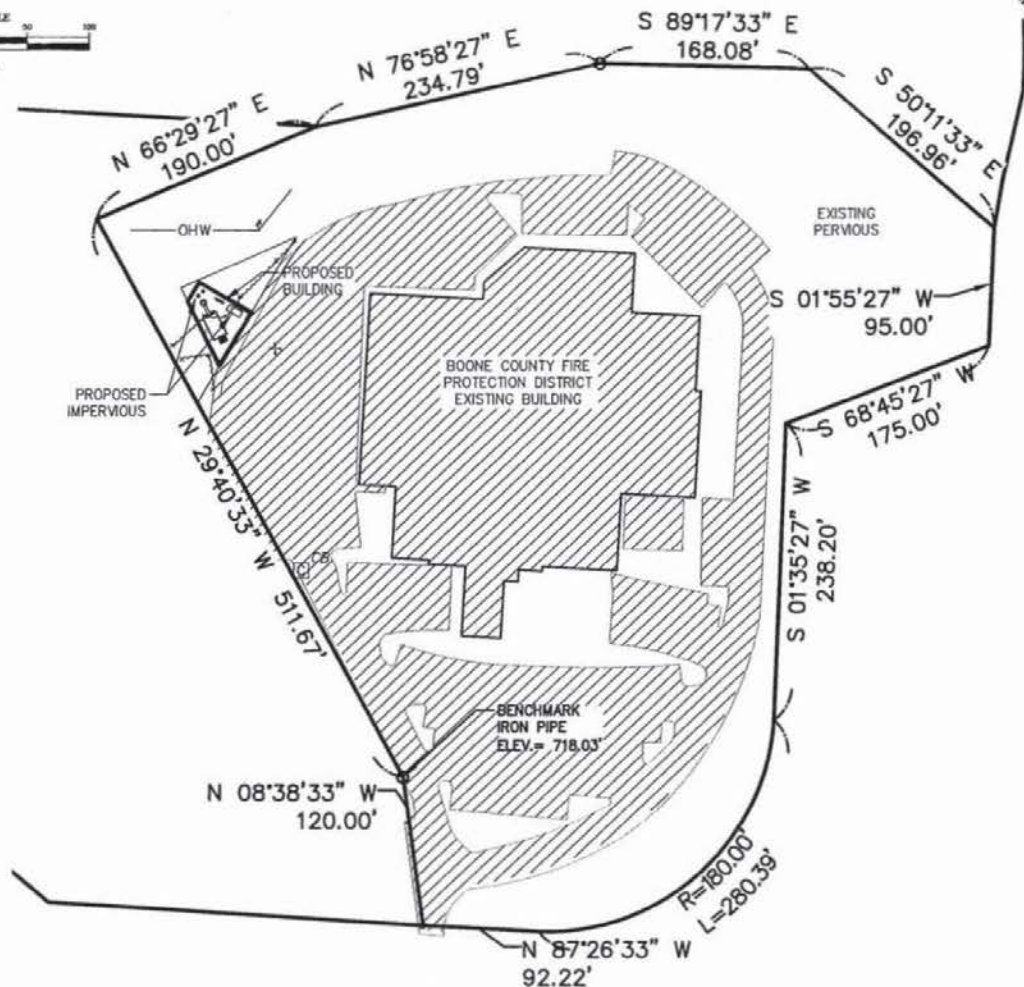 50
100
N 66°29'27" E
190.00'
N 76°58'27" E
234.79'
S 89°17'33" E
168.08'
S 50°11'33" E
196.96'
OHW
EXISTING
PERVIOUS
PROPOSED
BUILDING
S 01°55'27" W
95.00'
BOONE COUNTY FIRE
PROTECTION DISTRICT
EXISTING BUILDING
PROPOSED
IMPERVIOUS
S 68°45'27" W
175.00'
N 29°40'33" W
511.67'
S 01°35'27" W
238.20'
CB
BENCHMARK
IRON PIPE
ELEV.= 718.03'
N 08°38'33" W
120.00'
R=180.00'
L=280.39'
N 87°26'33" W
92.22'